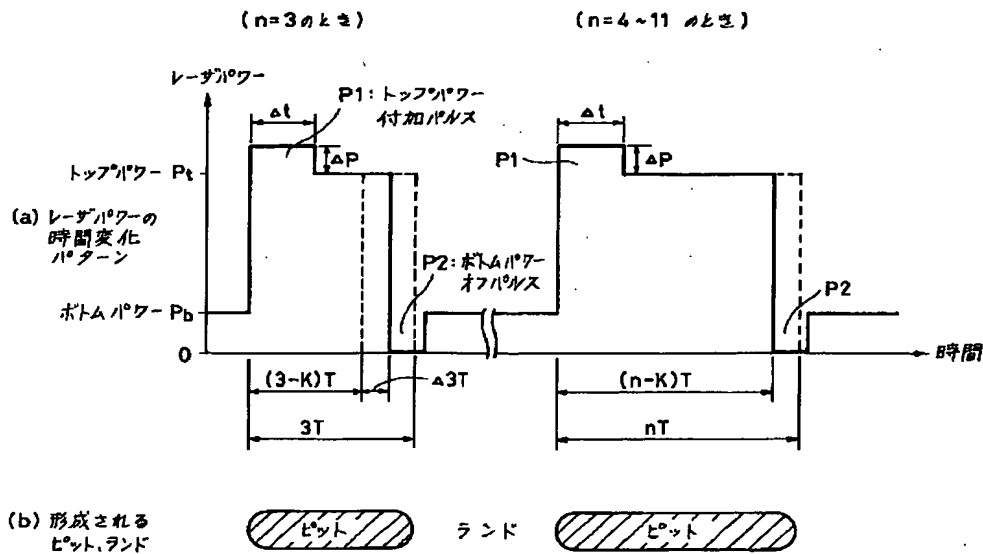 (n=3のとき)
(n=4~11 のとき)
レーザパワー
P1:トップパワー
付加パルス
Δt
ΔP
トップパワー Pt
Δt
P1
ΔP
(a) レーザパワーの
時間変化
パターン
P2:ボトムパワー
オフパルス
P2
ボトムパワー Pb
0
時間
(3-K)T
Δ3T
(n-K)T
3T
nT
(b) 形成される
ピット、ランド
ピット
ランド
ピット